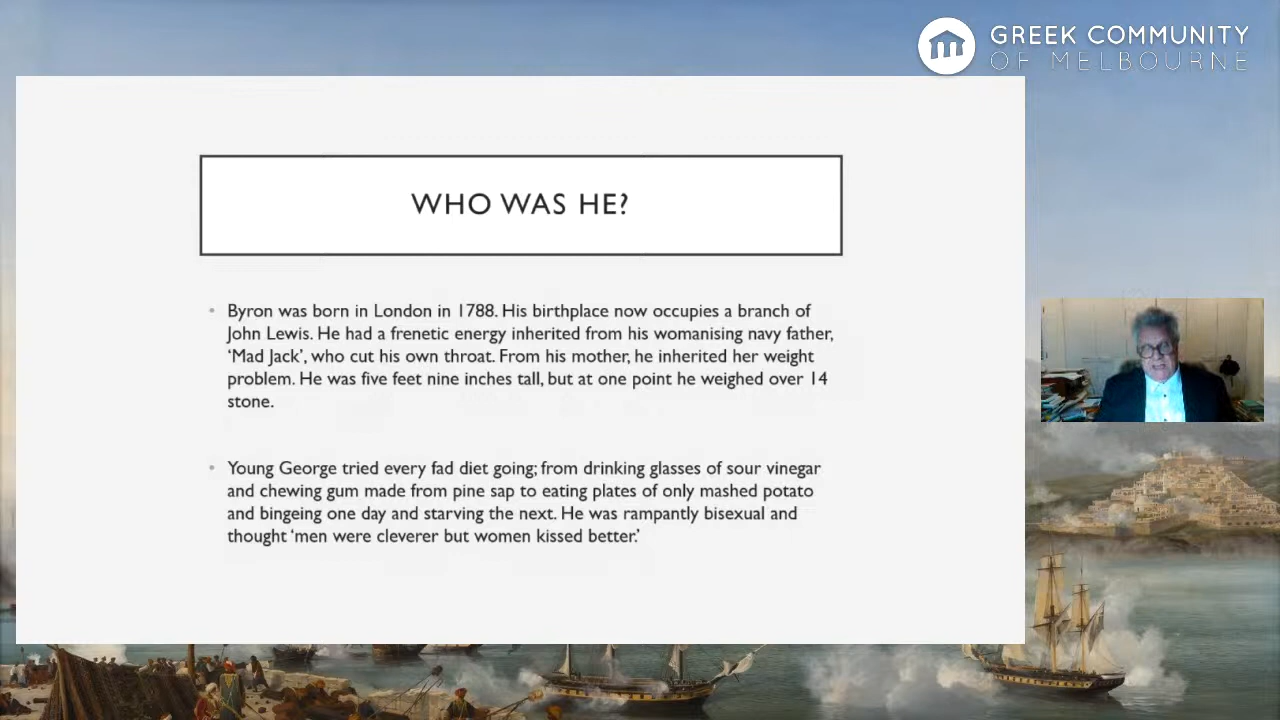 GREEK COMMUNITY
OF MELBOURNE
WHO WAS HE?
• Byron was born in London in 1788. His birthplace now occupies a branch of
John Lewis. He had a frenetic energy inherited from his womanising navy father,
‘Mad Jack’, who cut his own throat. From his mother, he inherited her weight
problem. He was five feet nine inches tall, but at one point he weighed over 14
stone.
• Young George tried every fad diet going; from drinking glasses of sour vinegar
and chewing gum made from pine sap to eating plates of only mashed potato
and bingeing one day and starving the next. He was rampantly bisexual and
thought ‘men were cleverer but women kissed better.’